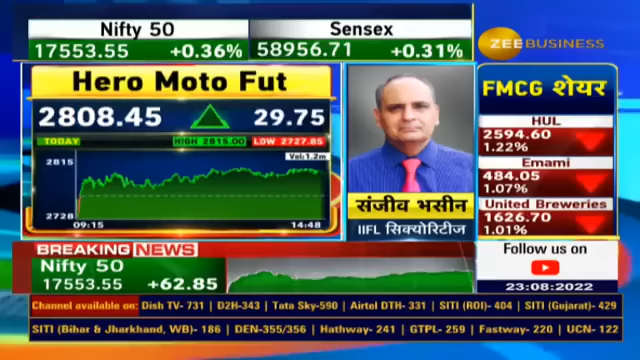 Nifty 50
17553.55 +0.36%
Sensex
58956.71 +0.31%
ZEE BUSINESS
Hero Moto Fut
2808.45 29.75
TODAY HIGH 2815.00 LOW 2727.85
Vol:1.2m
2815
2728
09:15 14:48
संजीव भसीन
IIFL सिक्योरिटीज
FMCG शेयर
HUL
2594.60
1.22%
Emami
484.05
1.07%
United Breweries
1626.70
1.01%
BREAKING NEWS
Nifty 50
17553.55 +62.85
Follow us on
23:08:2022
Channel available on: Dish TV- 731 | D2H-343 | Tata Sky-590 | Airtel DTH- 331 | SITI (ROI)- 404 | SITI (Gujarat)- 429
SITI (Bihar & Jharkhand, WB)- 186 | DEN-355/356 | Hathway- 241 | GTPL- 259 | Fastway- 220 | UCN- 122